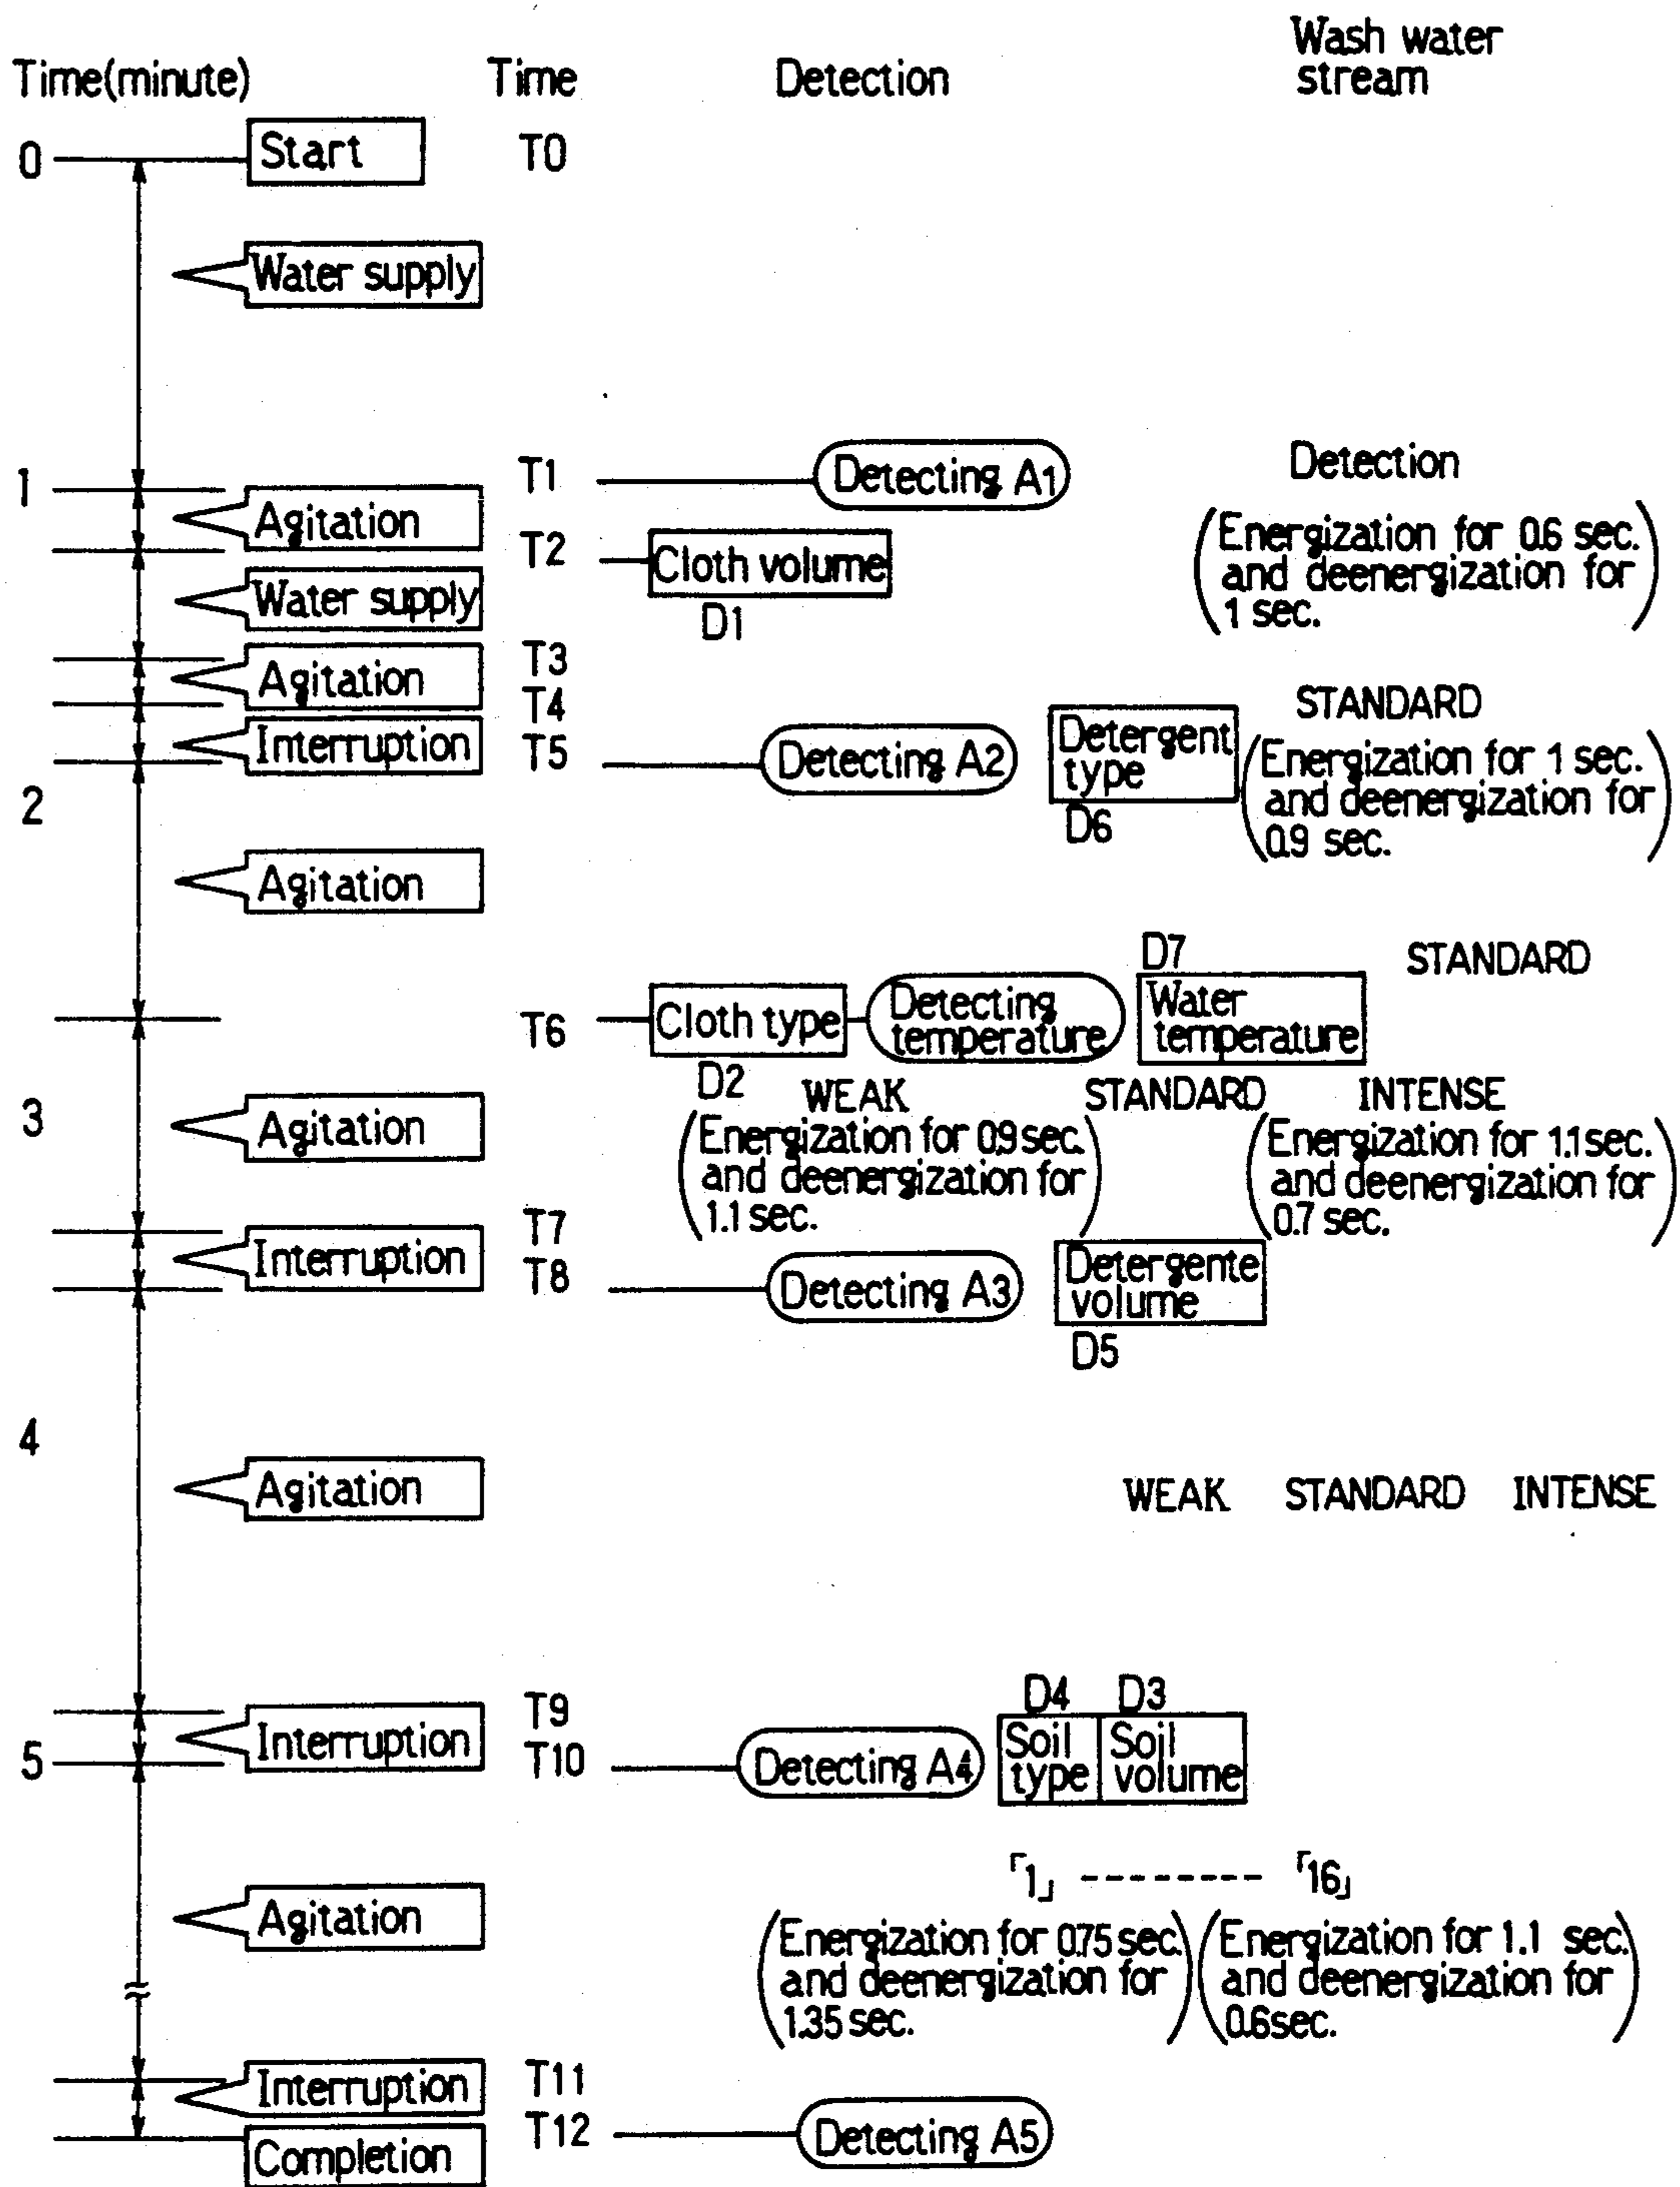 Wash water
stream
Time(minute) Time Detection
0 Start T0
Water supply
1 T1 Detecting A1 Detection
Agitation
(Energization for 0.6 sec.
and deenergization for
1 sec.)
T2 Cloth volume
D1
Water supply
T3
Agitation
T4
STANDARD
Interruption T5 Detecting A2 Detergent
type
D6
(Energization for 1 sec.
and deenergization for
0.9 sec.)
2
Agitation
D7 STANDARD
T6 Cloth type Detecting
temperature
Water
temperature
D2
3 Agitation
WEAK STANDARD INTENSE
(Energization for 0.9 sec.
and deenergization for
1.1 sec.)
(Energization for 1.1 sec.
and deenergization for
0.7 sec.)
T7
Interruption T8 Detecting A3 Detergente
volume
D5
4
Agitation WEAK STANDARD INTENSE
T9 D4 D3
Interruption
5 T10 Detecting A4 Soil
type
Soil
volume
「1」 -------- 「16」
Agitation
(Energization for 0.75 sec.
and deenergization for
1.35 sec.)
(Energization for 1.1 sec.
and deenergization for
0.6sec.)
Interruption T11
T12 Detecting A5
Completion